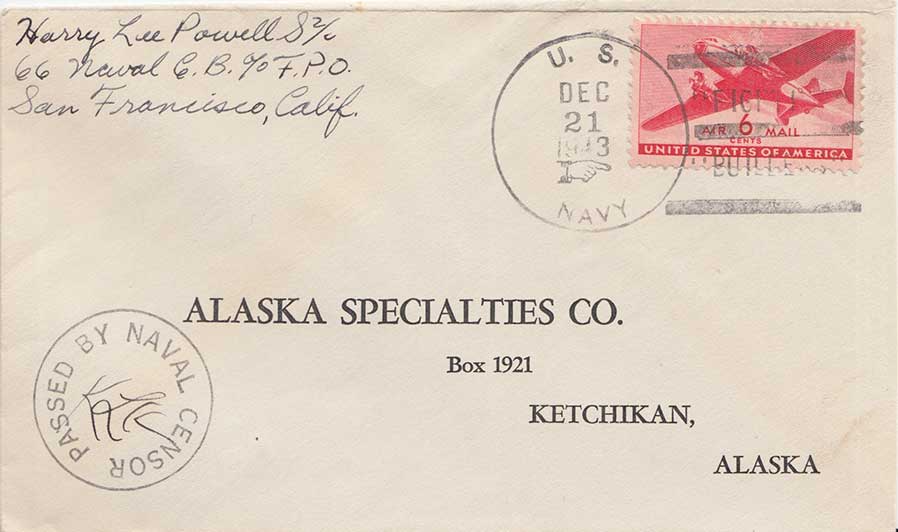 Harry Lee Powell S2/c
66 Naval C.B. c/o F.P.O.
San Francisco, Calif.
U. S.
DEC
21
1943
NAVY
AIR 6 MAIL
CENTS
UNITED STATES OF AMERICA
ALASKA SPECIALTIES CO.
Box 1921
KETCHIKAN,
ALASKA
PASSED BY NAVAL CENSOR